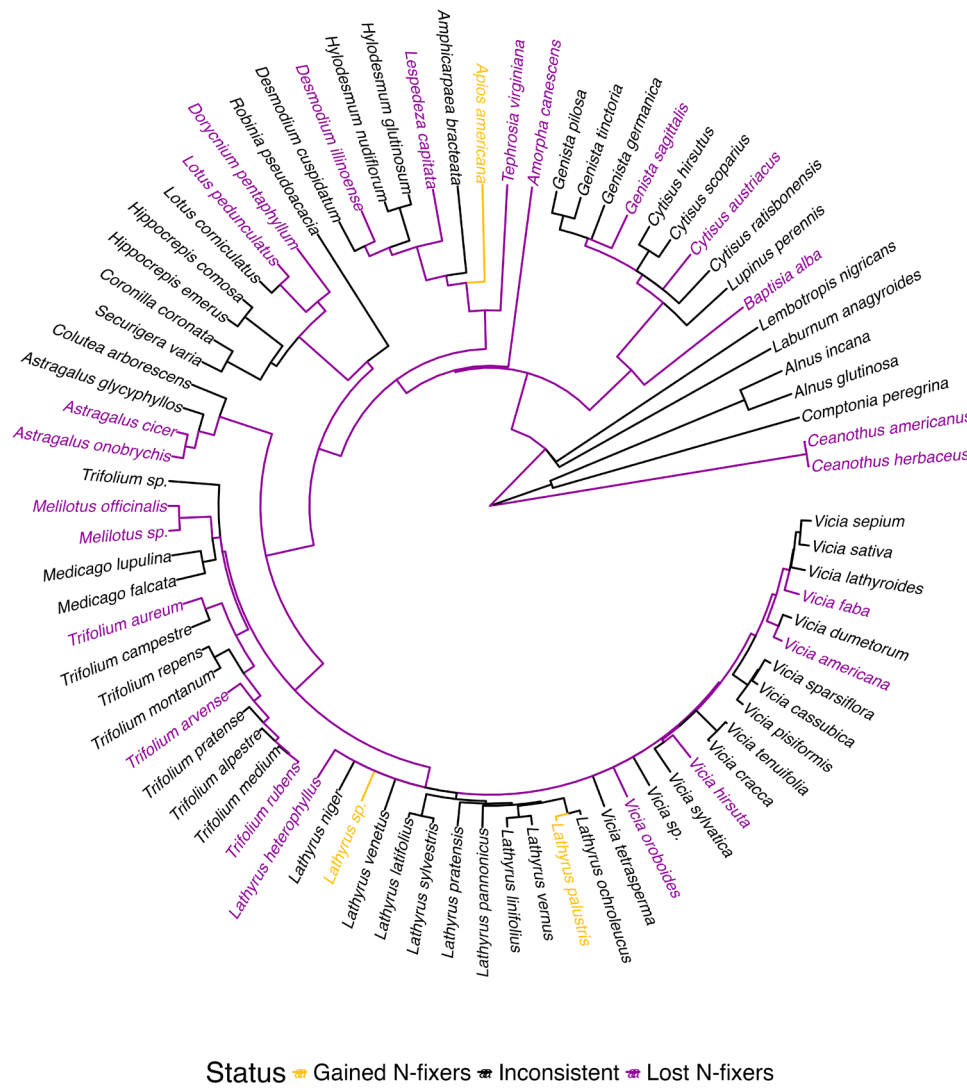 Amphicarpaea bracteata
Apios americana
Tephrosia virginiana
Amorpha canescens
Genista pilosa
Genista tinctoria
Genista germanica
Genista sagittalis
Cytisus hirsutus
Cytisus scoparius
Cytisus austriacus
Cytisus ratisbonensis
Lupinus perennis
Baptisia alba
Lembotropis nigricans
Laburnum anagyroides
Alnus incana
Alnus glutinosa
Comptonia peregrina
Ceanothus americanus
Ceanothus herbaceus
Vicia sepium
Vicia sativa
Vicia lathyroides
Vicia faba
Vicia dumetorum
Vicia americana
Vicia sparsiflora
Vicia cassubica
Vicia pisiformis
Vicia tenuifolia
Vicia cracca
Vicia hirsuta
Vicia sylvatica
Vicia sp.
Vicia oroboides
Vicia tetrasperma
Lathyrus ochroleucus
Lathyrus palustris
Lathyrus vernus
Lathyrus linifolius
Lathyrus pannonicus
Lathyrus pratensis
Lathyrus sylvestris
Lathyrus latifolius
Lathyrus venetus
Lathyrus sp.
Lathyrus niger
Lathyrus heterophyllus
Trifolium rubens
Trifolium medium
Trifolium alpestre
Trifolium pratense
Trifolium arvense
Trifolium montanum
Trifolium repens
Trifolium campestre
Trifolium aureum
Medicago falcata
Medicago lupulina
Melilotus sp.
Melilotus officinalis
Trifolium sp.
Astragalus onobrychis
Astragalus cicer
Astragalus glycyphyllos
Colutea arborescens
Securigera varia
Coronilla coronata
Hippocrepis emerus
Hippocrepis comosa
Lotus corniculatus
Lotus pedunculatus
Dorycnium pentaphyllum
Robinia pseudoacacia
Desmodium cuspidatum
Desmodium illinoense
Hylodesmum nudiflorum
Hylodesmum glutinosum
Lespedeza capitata
Status Gained N-fixers Inconsistent Lost N-fixers